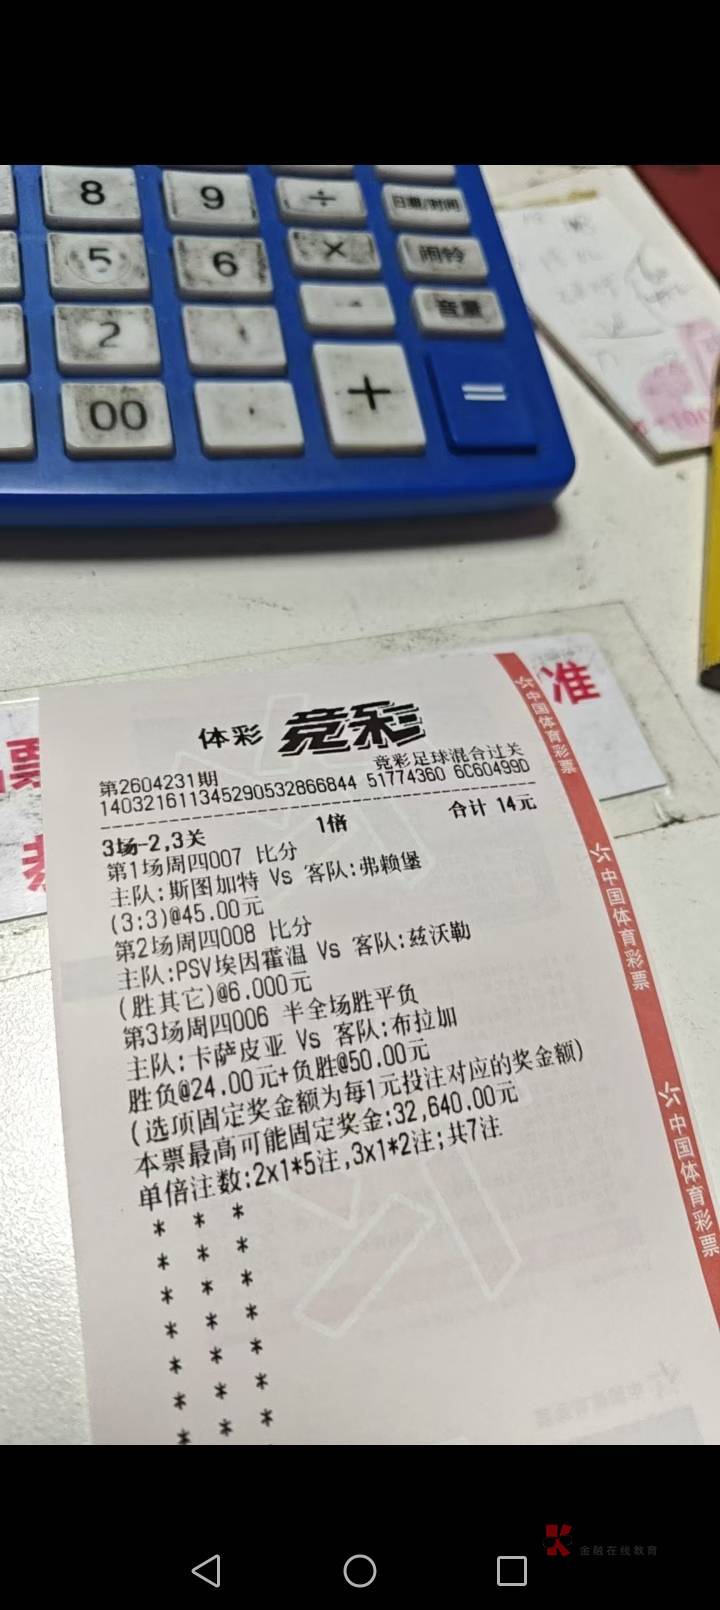 8
9
÷
日期/时间
5
6
×
闹铃
2
音量
00
+
=
准
体彩 竞彩
竞彩足球混合过关
第2604231期
140321611345290532866844 51774360 6C60499D
3场-2,3关 1倍 合计 14元
第1场周四007 比分
主队:斯图加特 Vs 客队:弗赖堡
(3:3)@45.00元
第2场周四008 比分
主队:PSV埃因霍温 Vs 客队:兹沃勒
(胜其它)@6.000元
第3场周四006 半全场胜平负
主队:卡萨皮亚 Vs 客队:布拉加
胜负@24.00元+负胜@50.00元
(选项固定奖金额为每1元投注对应的奖金额)
本票最高可能固定奖金:32,640.00元
单倍注数:2x1*5注,3x1*2注;共7注
* * *
* * *
* * *
* * *
* * *
* * *
* * *
中国体育彩票
中国体育彩票
中国体育彩票
金融在线教育